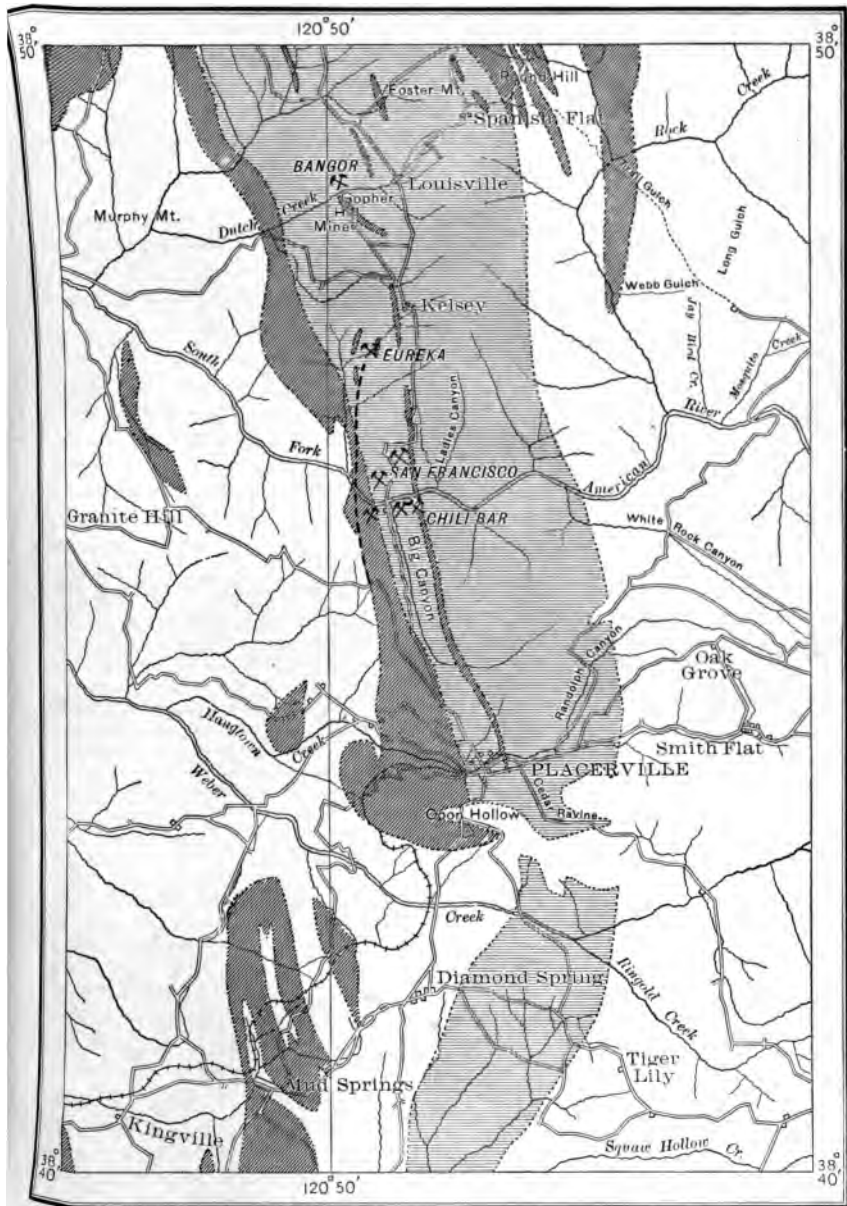 38°
50'
120° 50'
38°
50'
Round Hill
Foster Mt.
Spanish Flat
Creek
Rock
BANGOR
Louisville
Gopher
Hill
Mines
Dutch Creek
Murphy Mt.
Gulch
Long Gulch
Webb Gulch
Kelsey
Jay Bird Cr.
Mosquito Creek
EUREKA
South
Fork
Ladies Canyon
American
River
SAN FRANCISCO
CHILI BAR
Granite Hill
Big Canyon
White
Rock Canyon
Randolph Canyon
Oak
Grove
Smith Flat
Hangtown
Creek
Weber
PLACERVILLE
Cedar Ravine
Coon Hollow
Creek
Diamond Spring
Ringold Creek
Tiger
Lily
Mud Springs
Kingville
Squaw Hollow
Cr.
38°
40'
120° 50'
38°
40'